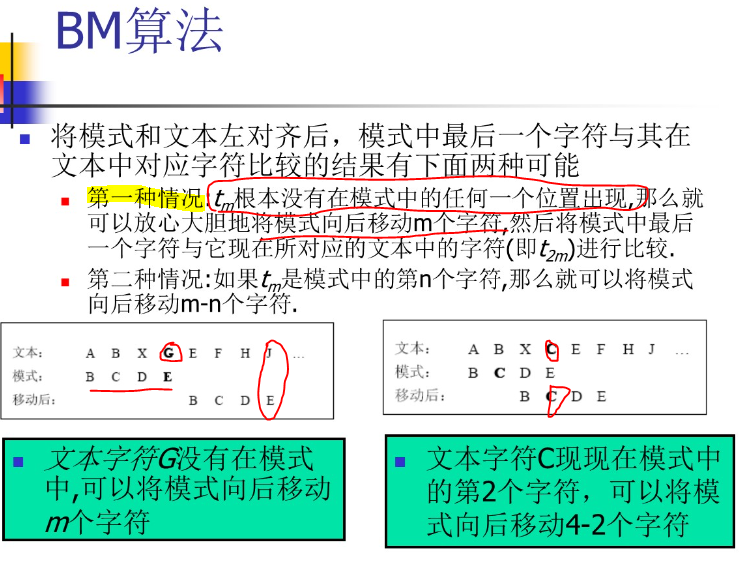 BM算法
将模式和文本左对齐后，模式中最后一个字符与其在
文本中对应字符比较的结果有下面两种可能
第一种情况:tm根本没有在模式中的任何一个位置出现,那么就
可以放心大胆地将模式向后移动m个字符,然后将模式中最后
一个字符与它现在所对应的文本中的字符(即t2m)进行比较.
第二种情况:如果tm是模式中的第n个字符,那么就可以将模式
向后移动m-n个字符.
文本: A B X G E F H J ...
模式: B C D E
移动后: B C D E
文本: A B X C E F H J ...
模式: B C D E
移动后: B C D E
文本字符G没有在模式
中,可以将模式向后移动
m个字符
文本字符C现现在模式中
的第2个字符，可以将模
式向后移动4-2个字符